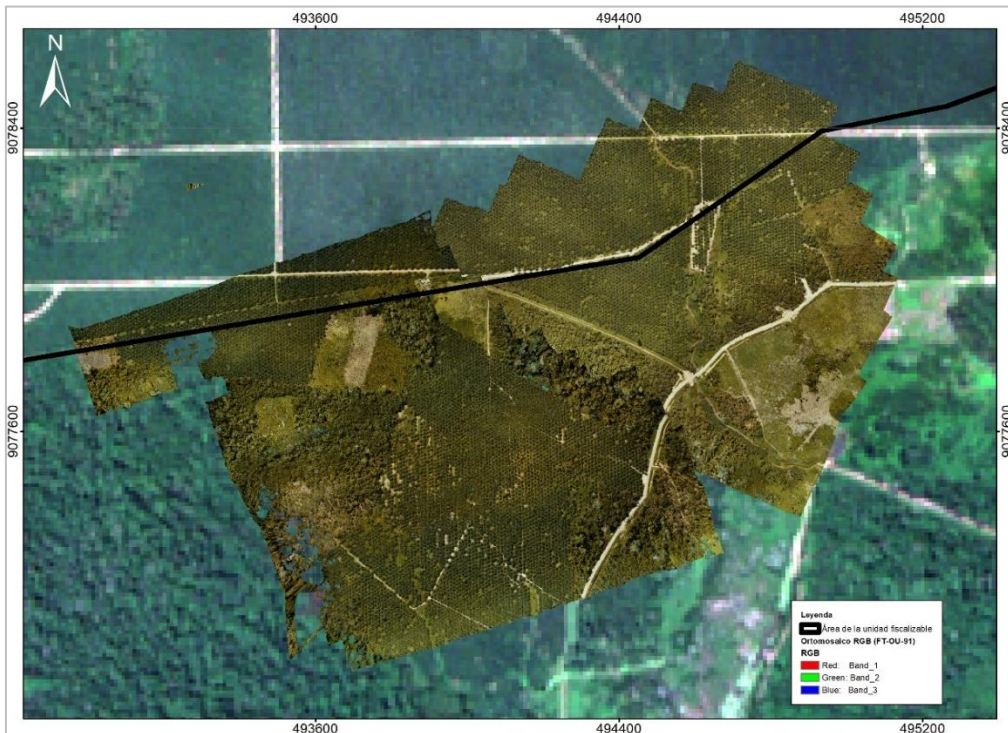 493600 494400 495200
N
9078400 9078400
9077600 9077600
Leyenda
Área de la unidad fiscalizable
Ortomosaico RGB (FT-OU-91)
RGB
Red: Band_1
Green: Band_2
Blue: Band_3
493600 494400 495200